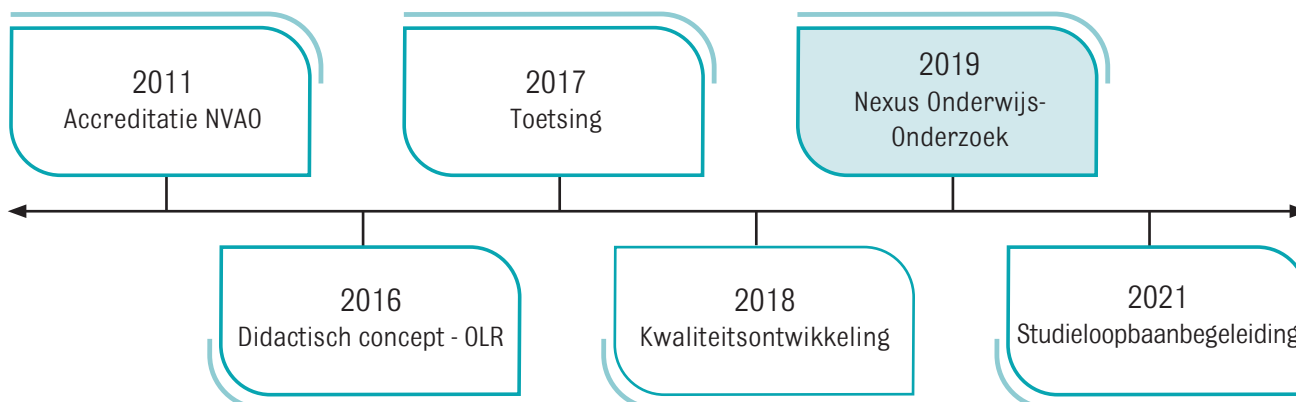 2011
Accreditatie NVAO
2017
Toetsing
2019
Nexus Onderwijs-
Onderzoek
2016
Didactisch concept - OLR
2018
Kwaliteitsontwikkeling
2021
Studieloopbaanbegeleiding